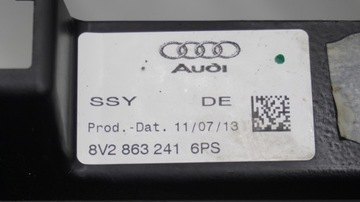 Audi
SSY DE
Prod.-Dat. 11/07/13
8V2 863 241 6PS